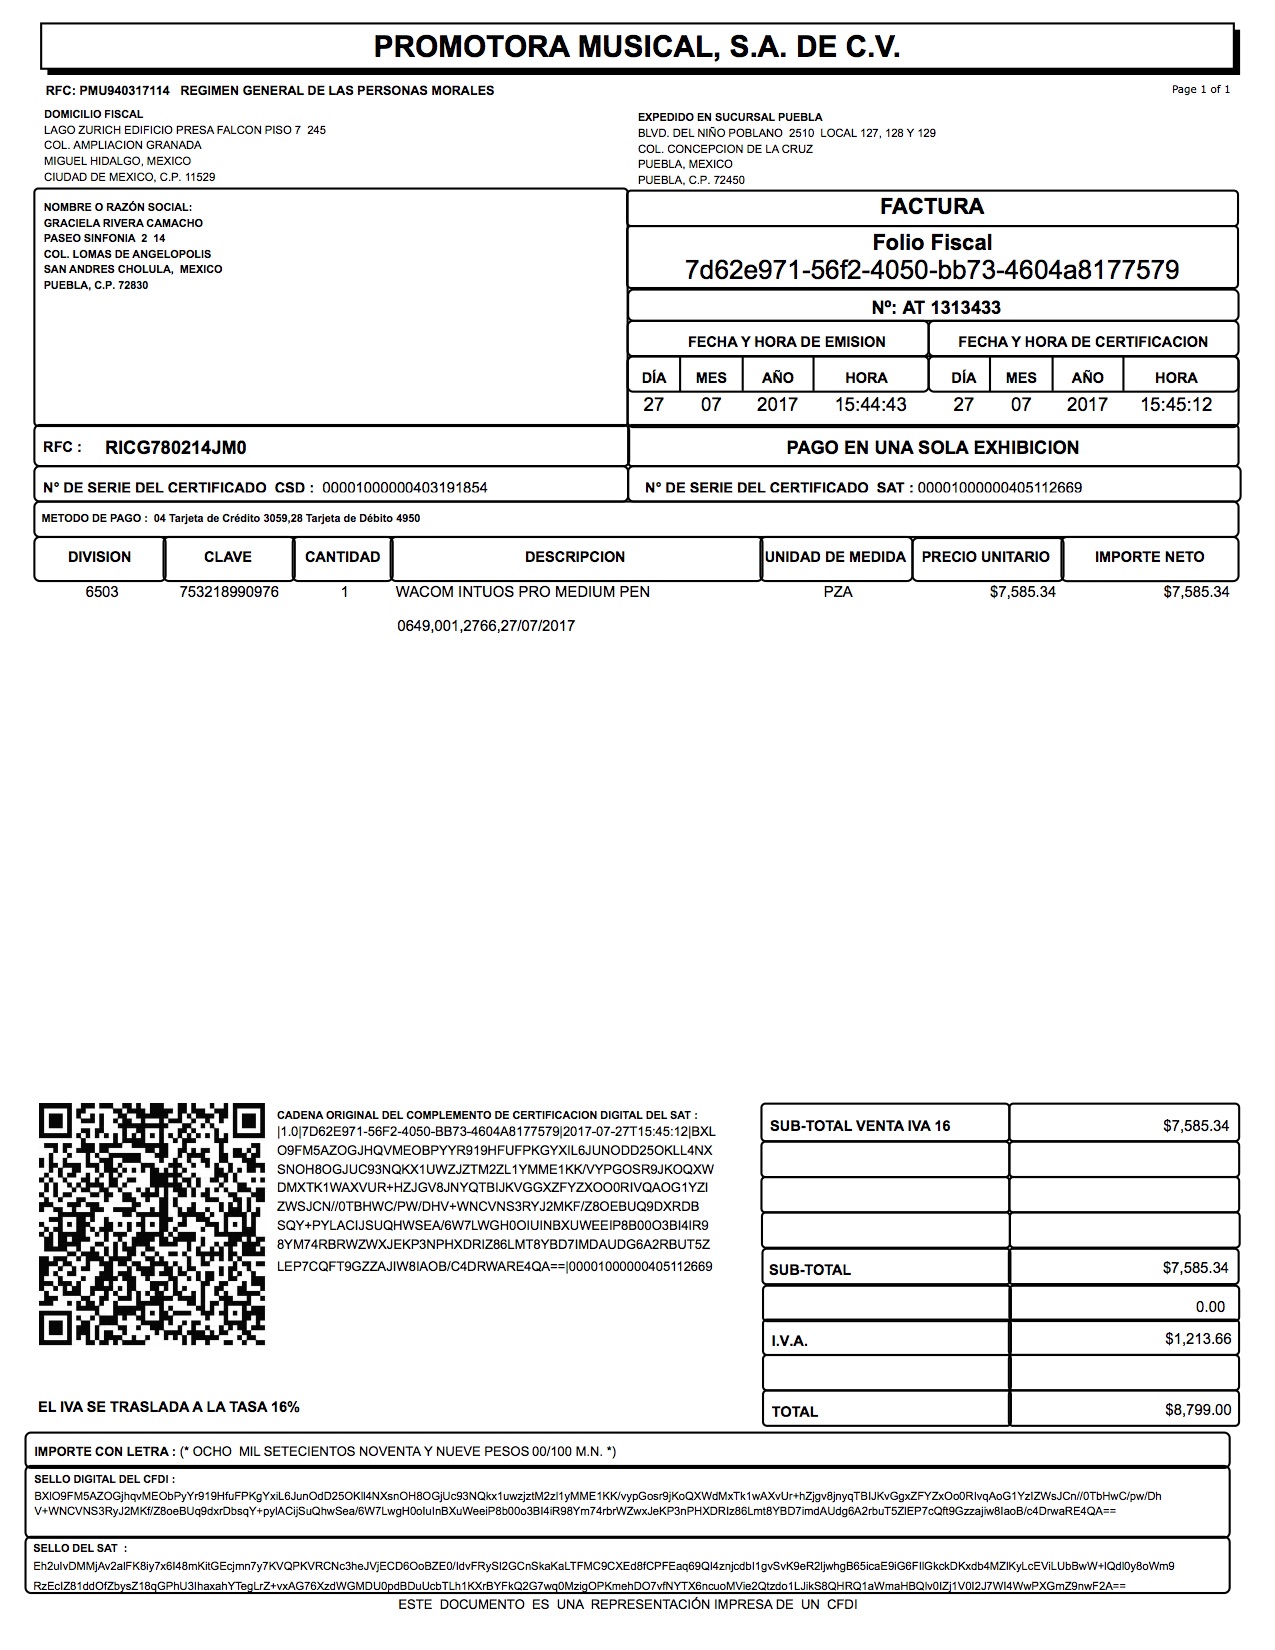 PROMOTORA MUSICAL, S.A. DE C.V.
RFC: PMU940317114 REGIMEN GENERAL DE LAS PERSONAS MORALES
Page 1 of 1
DOMICILIO FISCAL
LAGO ZURICH EDIFICIO PRESA FALCON PISO 7 245
COL. AMPLIACION GRANADA
MIGUEL HIDALGO, MEXICO
CIUDAD DE MEXICO, C.P. 11529
EXPEDIDO EN SUCURSAL PUEBLA
BLVD. DEL NIÑO POBLANO 2510 LOCAL 127, 128 Y 129
COL. CONCEPCION DE LA CRUZ
PUEBLA, MEXICO
PUEBLA, C.P. 72450
NOMBRE O RAZÓN SOCIAL:
GRACIELA RIVERA CAMACHO
PASEO SINFONIA 2 14
COL. LOMAS DE ANGELOPOLIS
SAN ANDRES CHOLULA, MEXICO
PUEBLA, C.P. 72830
FACTURA
Folio Fiscal
7d62e971-56f2-4050-bb73-4604a8177579
Nº: AT 1313433
FECHA Y HORA DE EMISION FECHA Y HORA DE CERTIFICACION
DÍA MES AÑO HORA DÍA MES AÑO HORA
27 07 2017 15:44:43 27 07 2017 15:45:12
RFC : RICG780214JM0
PAGO EN UNA SOLA EXHIBICION
N° DE SERIE DEL CERTIFICADO CSD : 00001000000403191854
N° DE SERIE DEL CERTIFICADO SAT : 00001000000405112669
METODO DE PAGO : 04 Tarjeta de Crédito 3059,28 Tarjeta de Débito 4950
DIVISION CLAVE CANTIDAD DESCRIPCION UNIDAD DE MEDIDA PRECIO UNITARIO IMPORTE NETO
6503 753218990976 1 WACOM INTUOS PRO MEDIUM PEN PZA $7,585.34 $7,585.34
0649,001,2766,27/07/2017
CADENA ORIGINAL DEL COMPLEMENTO DE CERTIFICACION DIGITAL DEL SAT :
|1.0|7D62E971-56F2-4050-BB73-4604A8177579|2017-07-27T15:45:12|BXL
O9FM5AZOGJHQVMEOBPYYR919HFUFPKGYXIL6JUNODD25OKLL4NX
SNOH8OGJUC93NQKX1UWZJZTM2ZL1YMME1KK/VYPGOSR9JKOQXW
DMXTK1WAXVUR+HZJGV8JNYQTBIJKVGGXZFYZXOO0RIVQAOG1YZI
ZWSJCN//0TBHWC/PW/DHV+WNCVNS3RYJ2MKF/Z8OEBUQ9DXRDB
SQY+PYLACIJSUQHWSEA/6W7LWGH0OIUINBXUWEEIP8B00O3BI4IR9
8YM74RBRWZWXJEKP3NPHXDRIZ86LMT8YBD7IMDAUDG6A2RBUT5Z
LEP7CQFT9GZZAJIW8IAOB/C4DRWARE4QA==|00001000000405112669
SUB-TOTAL VENTA IVA 16 $7,585.34
SUB-TOTAL $7,585.34
0.00
I.V.A. $1,213.66
TOTAL $8,799.00
EL IVA SE TRASLADA A LA TASA 16%
IMPORTE CON LETRA : (* OCHO MIL SETECIENTOS NOVENTA Y NUEVE PESOS 00/100 M.N. *)
SELLO DIGITAL DEL CFDI :
BXlO9FM5AZOGjhqvMEObPyYr919HfuFPKgYxiL6JunOdD25OKll4NXsnOH8OGjUc93NQkx1uwzjztM2zl1yMME1KK/vypGosr9jKoQXWdMxTk1wAXvUr+hZjgv8jnyqTBIJKvGgxZFYZxOo0RIvqAoG1YzIZWsJCn//0TbHwC/pw/Dh
V+WNCVNS3RyJ2MKf/Z8oeBUq9dxrDbsqY+pylACijSuQhwSea/6W7LwgH0oIuInBXuWeeiP8b00o3BI4iR98Ym74rbrWZwxJeKP3nPHXDRIz86Lmt8YBD7imdAUdg6A2rbuT5ZlEP7cQft9Gzzajiw8IaoB/c4DrwaRE4QA==
SELLO DEL SAT :
ESTE DOCUMENTO ES UNA REPRESENTACIÓN IMPRESA DE UN CFDI